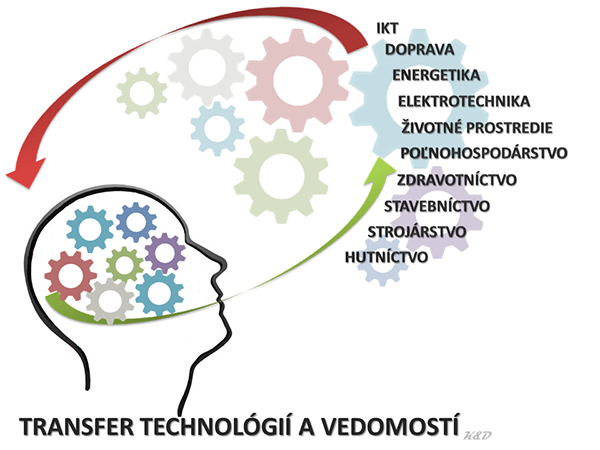 IKT
DOPRAVA
ENERGETIKA
ELEKTROTECHNIKA
ŽIVOTNÉ PROSTREDIE
POĽNOHOSPODÁRSTVO
ZDRAVOTNÍCTVO
STAVEBNÍCTVO
STROJÁRSTVO
HUTNÍCTVO
TRANSFER TECHNOLÓGIÍ A VEDOMOSTÍ
K&D